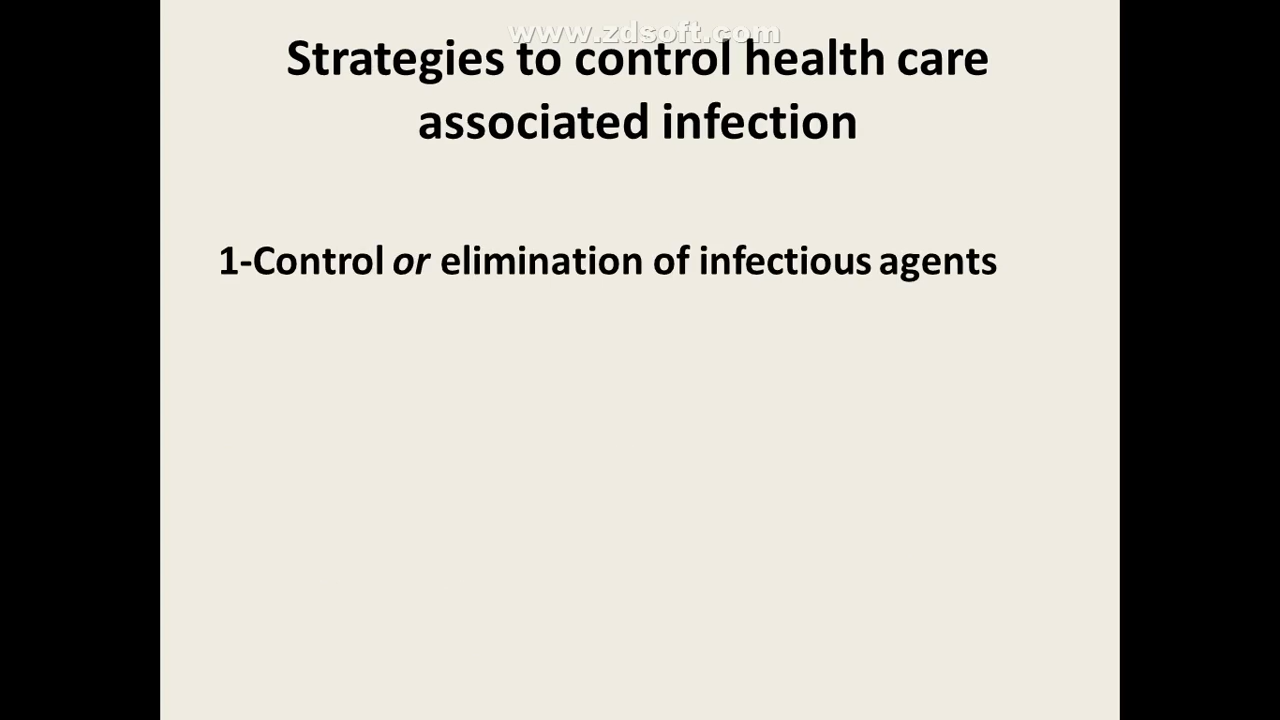 www.zdsoft.com
Strategies to control health care
associated infection
1-Control or elimination of infectious agents